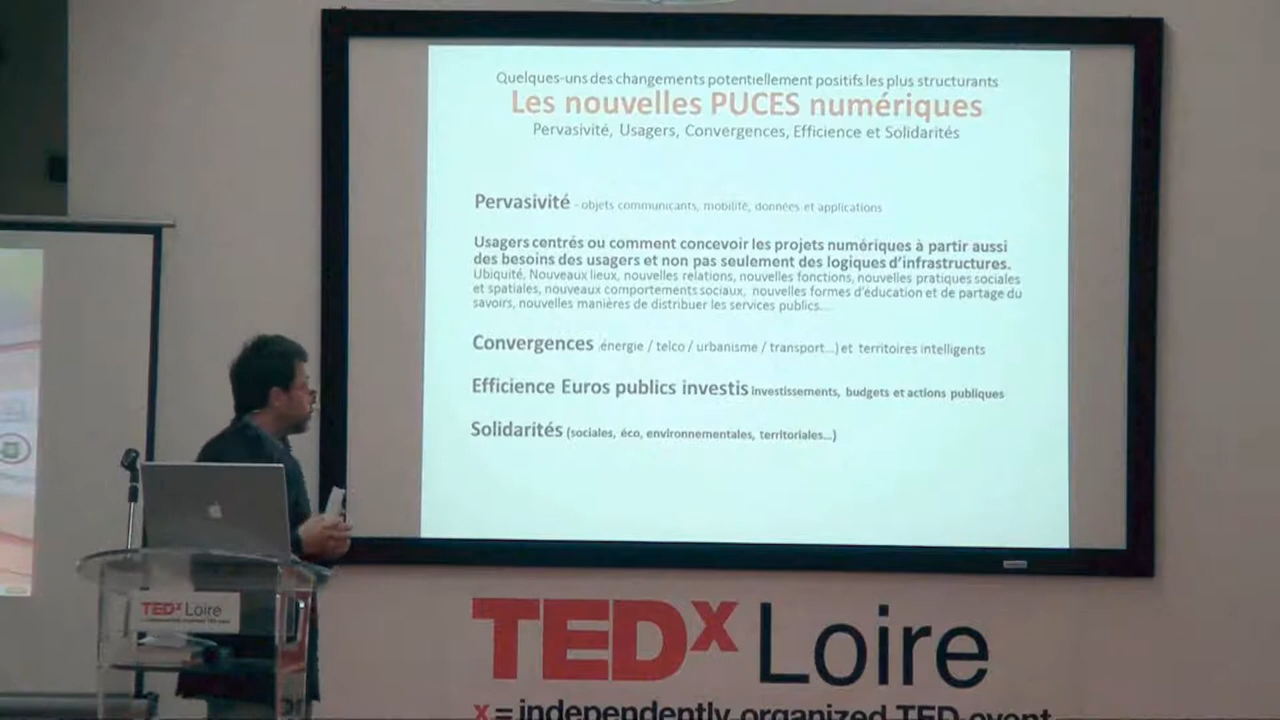 Quelques-uns des changements potentiellement positifs les plus structurants
Les nouvelles PUCES numériques
Pervasivité, Usagers, Convergences, Efficience et Solidarités
Pervasivité - objets communicants, mobilité, données et applications
Usagers centrés ou comment concevoir les projets numériques à partir aussi
des besoins des usagers et non pas seulement des logiques d'infrastructures.
Ubiquité, Nouveaux lieux, nouvelles relations, nouvelles fonctions, nouvelles pratiques sociales
et spatiales, nouveaux comportements sociaux, nouvelles formes d'éducation et de partage du
savoirs, nouvelles manières de distribuer les services publics...
Convergences énergie / telco / urbanisme / transport...) et territoires intelligents
Efficience Euros publics investis Investissements, budgets et actions publiques
Solidarités (sociales, éco, environnementales, territoriales...)
TEDx Loire
TEDx Loire
x = independently organized TED event